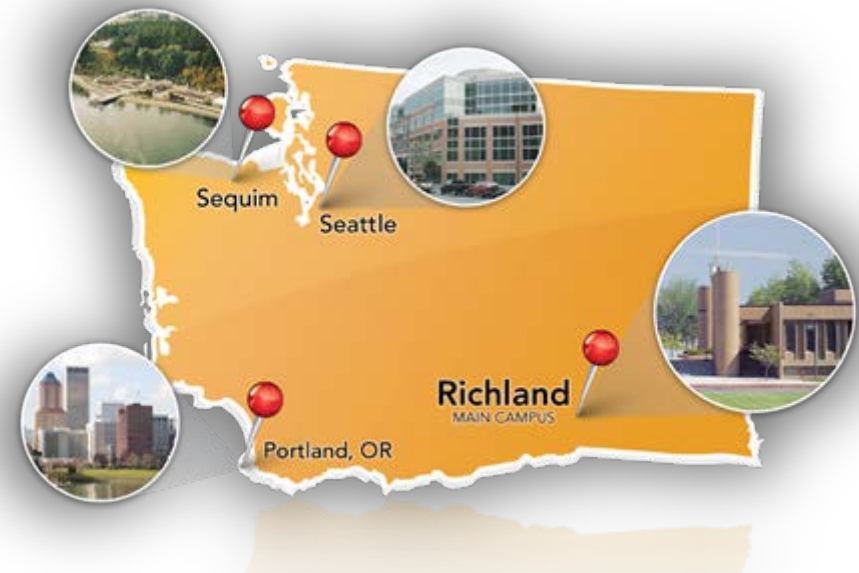 Sequim
Seattle
Richland
MAIN CAMPUS
Portland, OR